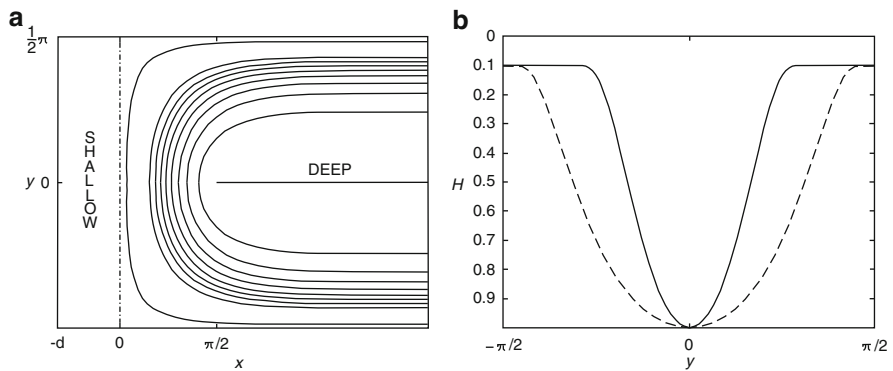 a
½π
y 0
SHALLOW
DEEP
-d
0
π/2
x
b
0
0.1
0.2
0.3
0.4
H
0.5
0.6
0.7
0.8
0.9
−π/2
0
π/2
y